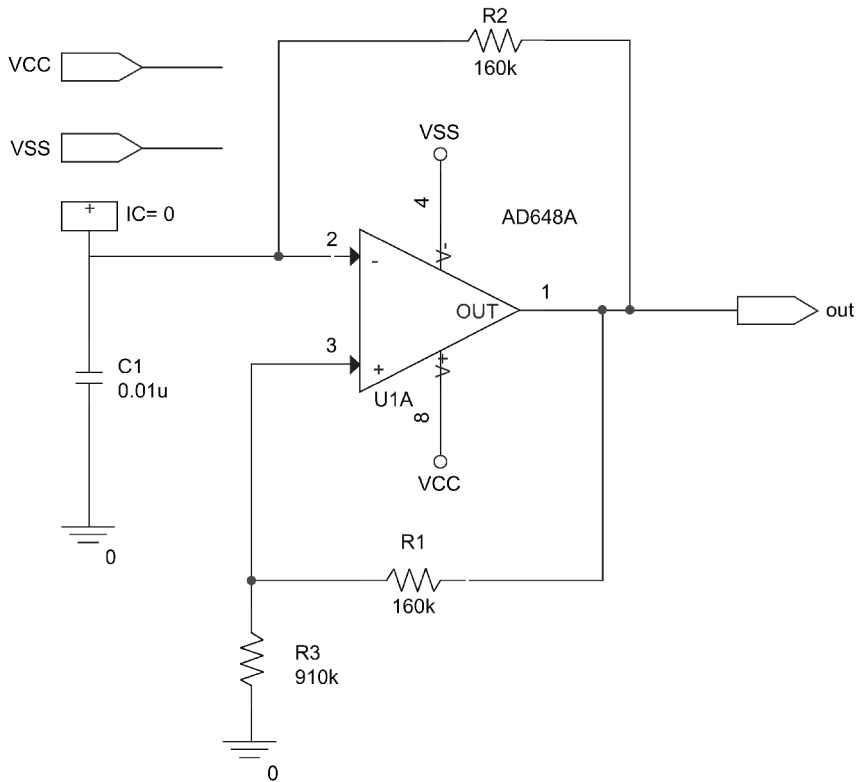 R2
160k
VCC
VSS
VSS
IC= 0
+
4
AD648A
2
-
V-
1
OUT
out
3
+
V+
C1
0.01u
U1A
8
VCC
0
R1
160k
R3
910k
0